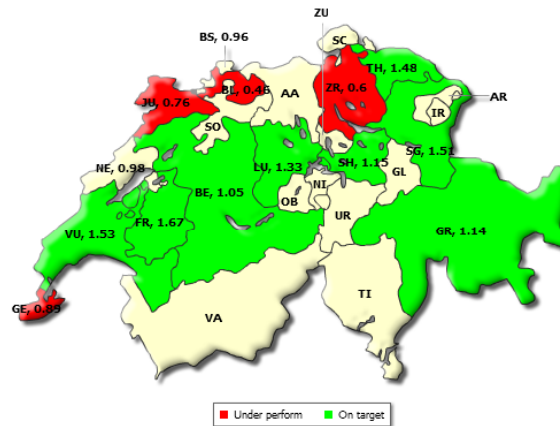 ZU
BS, 0.96
SC
TH, 1.48
BL, 0.46
AA
ZR, 0.6
JU, 0.76
AR
IR
SO
SG, 1.51
NE, 0.98
LU, 1.33
SH, 1.15
GL
BE, 1.05
NI
OB
UR
FR, 1.67
VU, 1.53
GR, 1.14
TI
GE, 0.89
VA
Under perform
On target